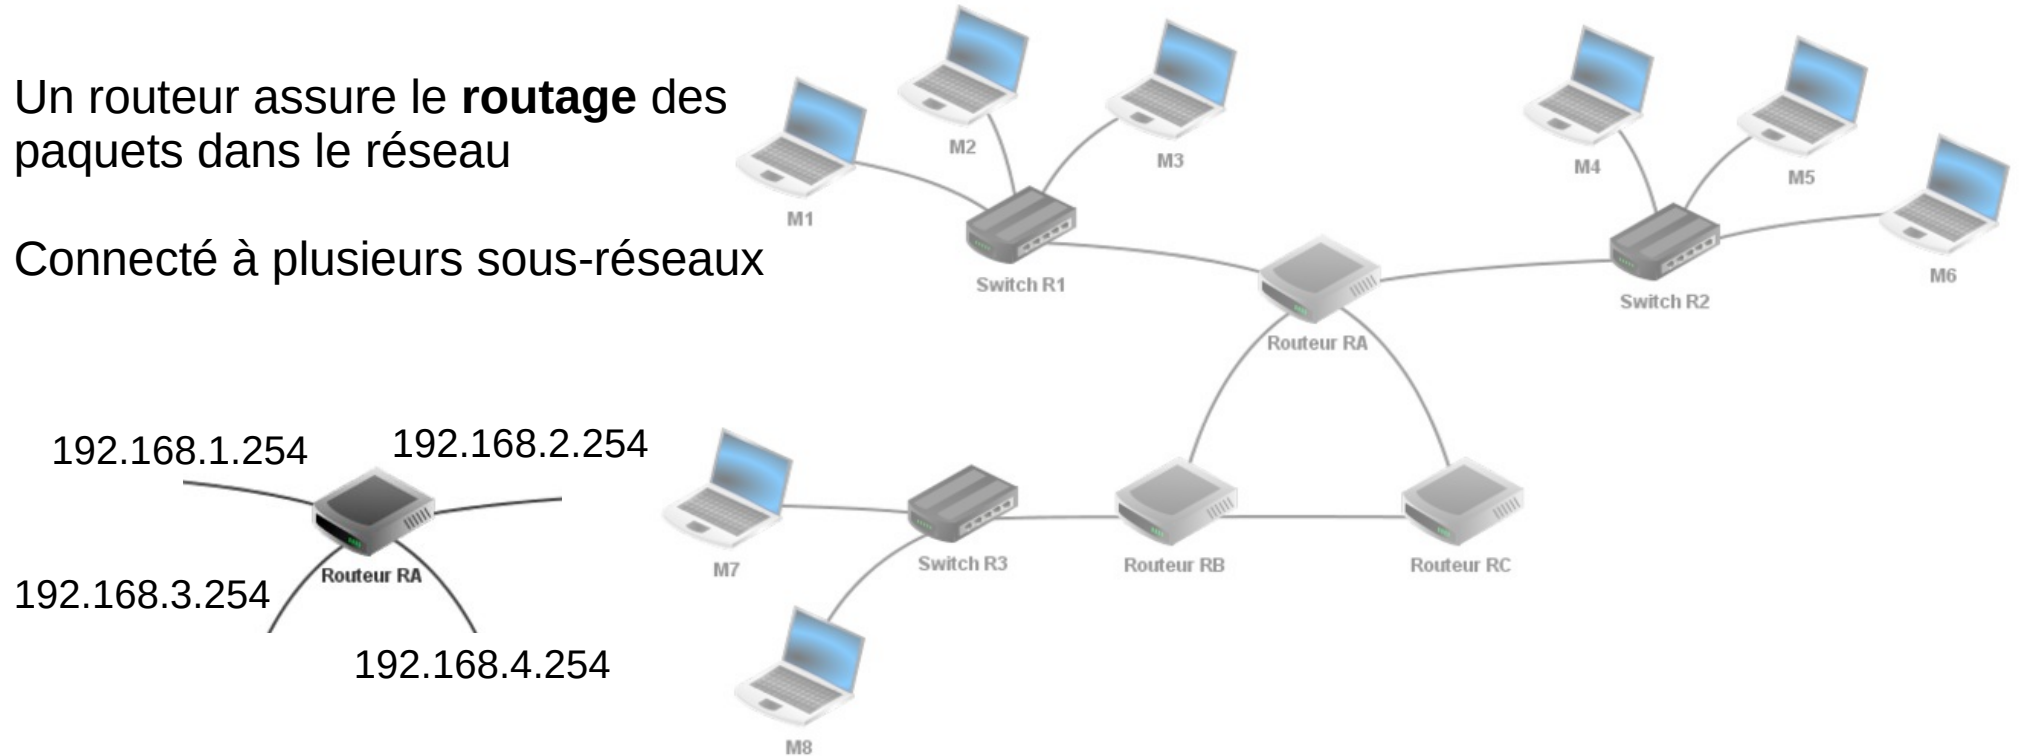 Un routeur assure le routage des
paquets dans le réseau
Connecté à plusieurs sous-réseaux
M1
M2
M3
M4
M5
M6
Switch R1
Switch R2
Routeur RA
192.168.1.254
192.168.2.254
Routeur RA
192.168.3.254
192.168.4.254
M7
Switch R3
Routeur RB
Routeur RC
M8